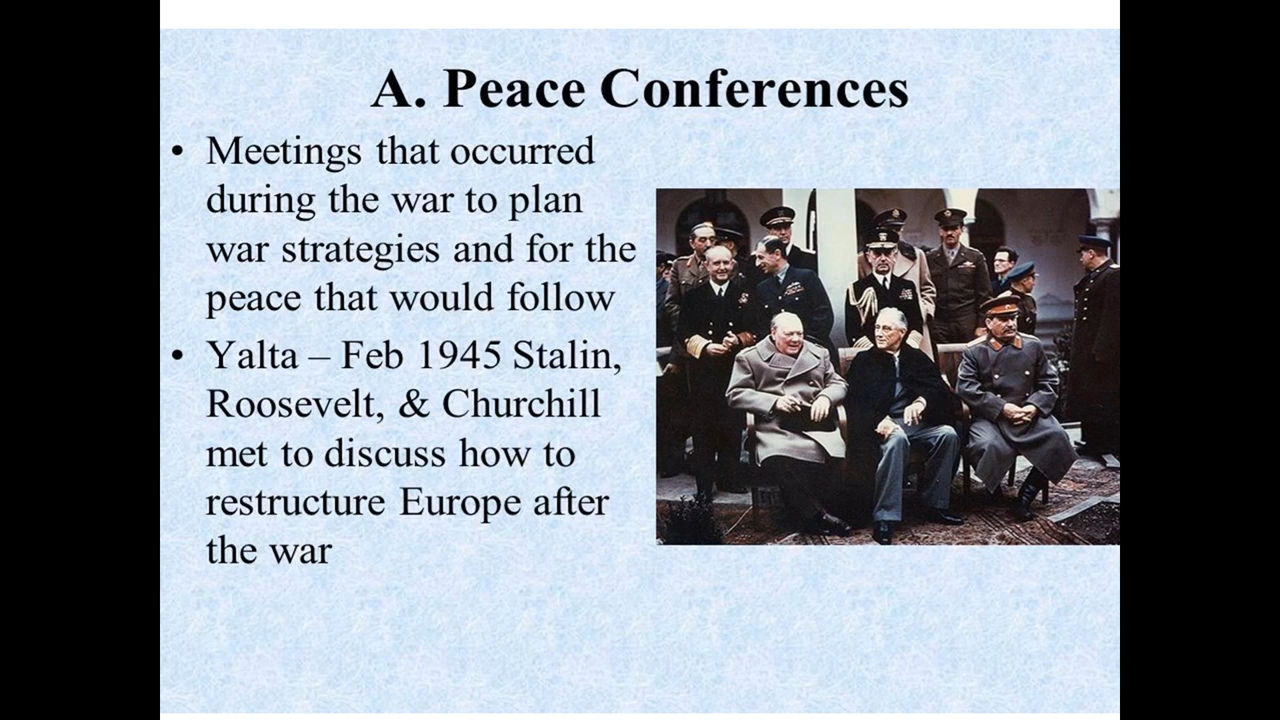 A. Peace Conferences
• Meetings that occurred
during the war to plan
war strategies and for the
peace that would follow
• Yalta – Feb 1945 Stalin,
Roosevelt, & Churchill
met to discuss how to
restructure Europe after
the war